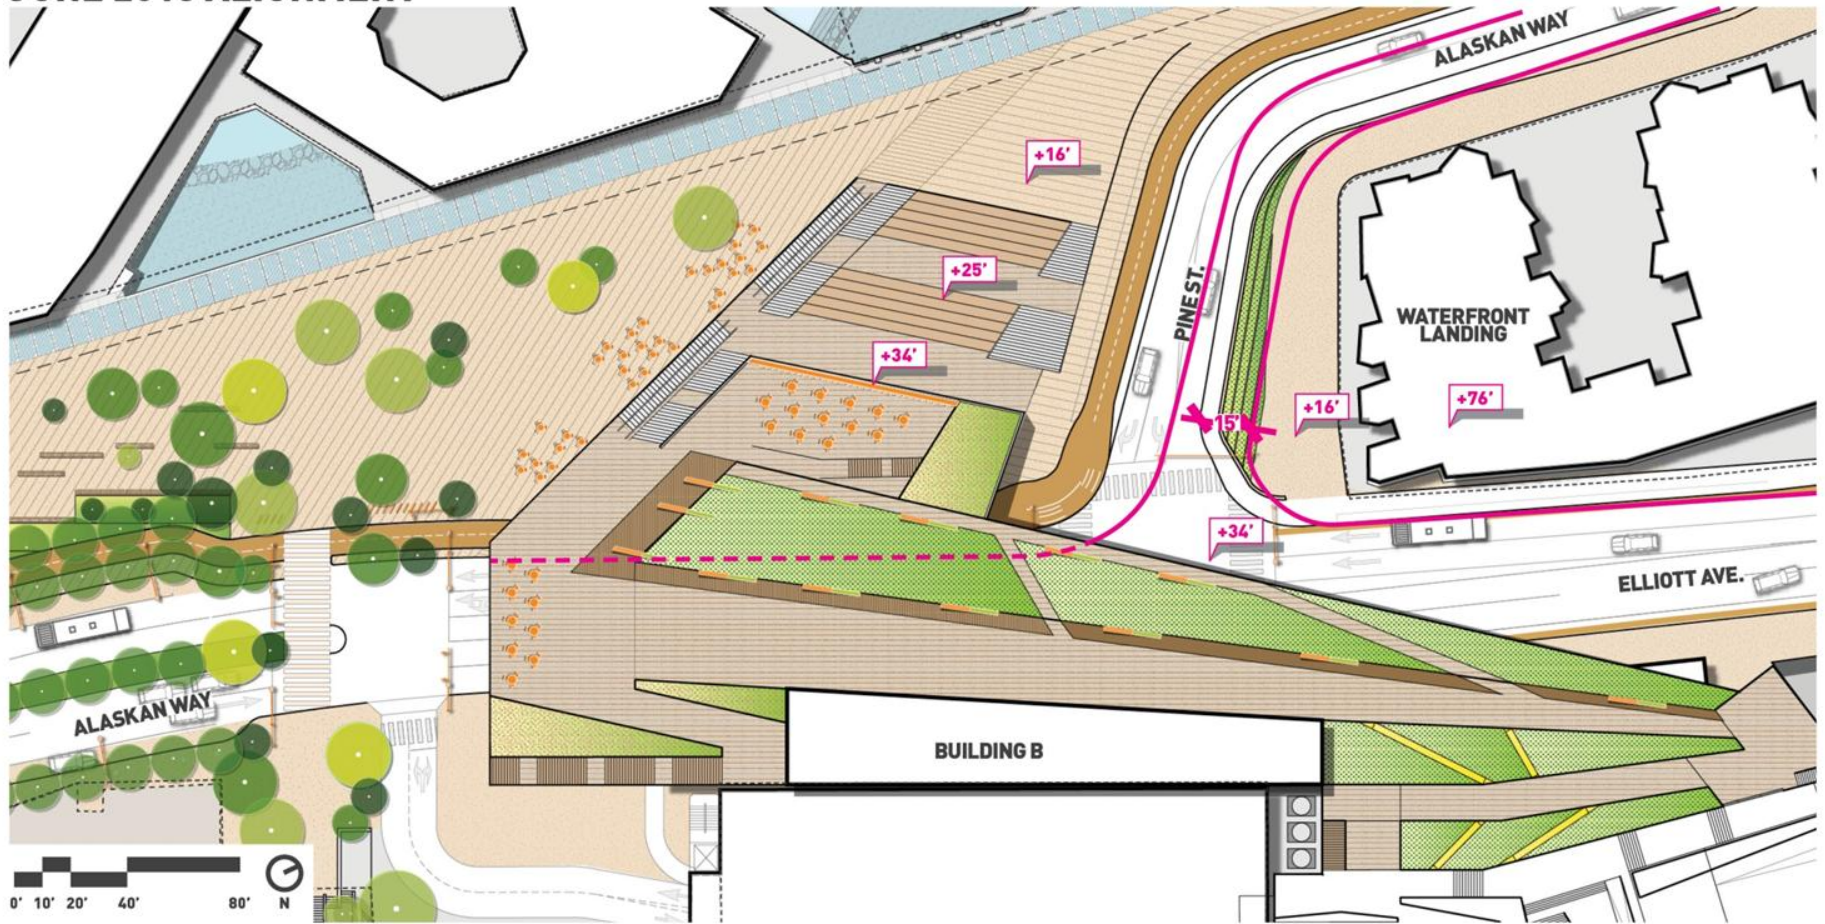 ALASKAN WAY
+16'
+25'
PINE ST.
WATERFRONT
LANDING
+34'
+76'
+16'
15'
+34'
ELLIOTT AVE.
ALASKAN WAY
BUILDING B
0' 10' 20' 40' 80' N